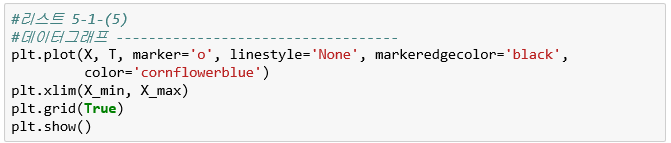 #리스트 5-1-(5)
#데이터그래프 -----------------------------------
plt.plot(X, T, marker='o', linestyle='None', markeredgecolor='black',
         color='cornflowerblue')
plt.xlim(X_min, X_max)
plt.grid(True)
plt.show()